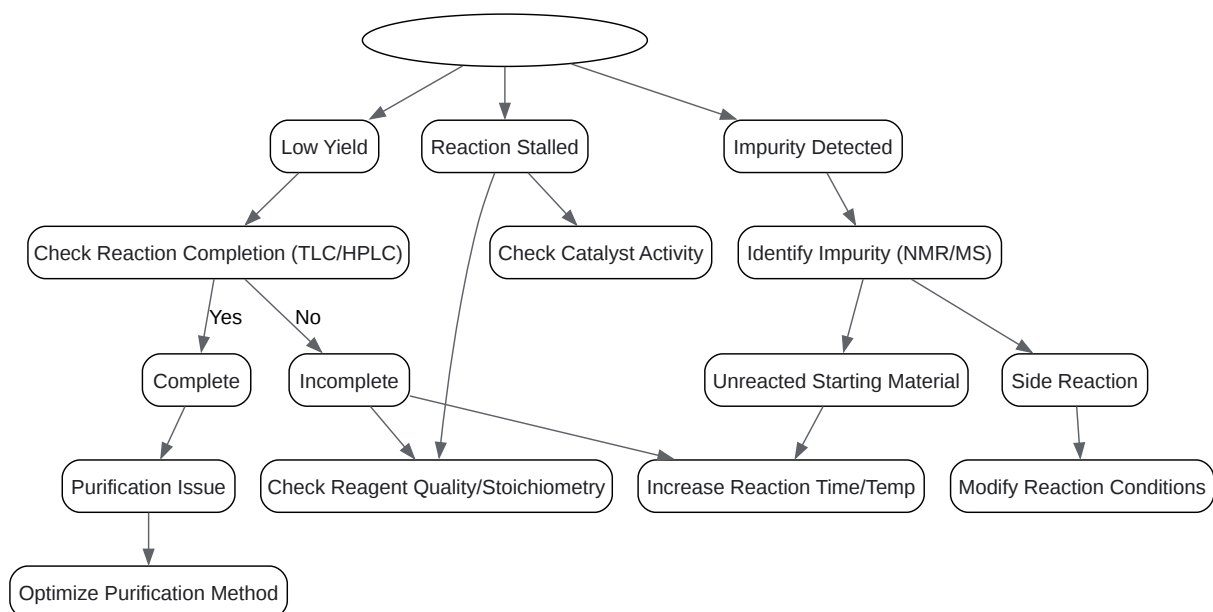 Low Yield
Reaction Stalled
Impurity Detected
Check Reaction Completion (TLC/HPLC)
Check Catalyst Activity
Identify Impurity (NMR/MS)
Yes
No
Complete
Incomplete
Unreacted Starting Material
Side Reaction
Purification Issue
Check Reagent Quality/Stoichiometry
Increase Reaction Time/Temp
Modify Reaction Conditions
Optimize Purification Method